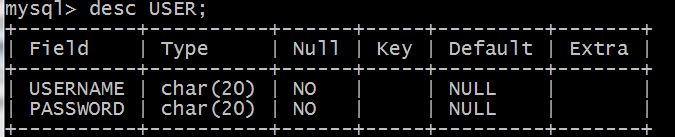 mysql> desc USER;
+----------+----------+------+-----+---------+-------+
| Field    | Type     | Null | Key | Default | Extra |
+----------+----------+------+-----+---------+-------+
| USERNAME | char(20) | NO   |     | NULL    |       |
| PASSWORD | char(20) | NO   |     | NULL    |       |
+----------+----------+------+-----+---------+-------+